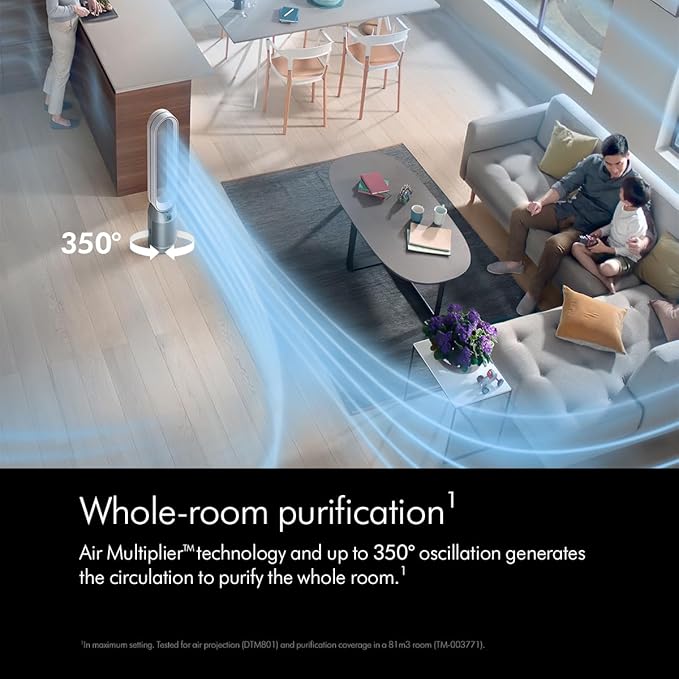 350°
Whole-room purification¹
Air Multiplier™ technology and up to 350° oscillation generates
the circulation to purify the whole room.¹
¹In maximum setting. Tested for air projection (DTM801) and purification coverage in a 81m3 room (TM-003771).